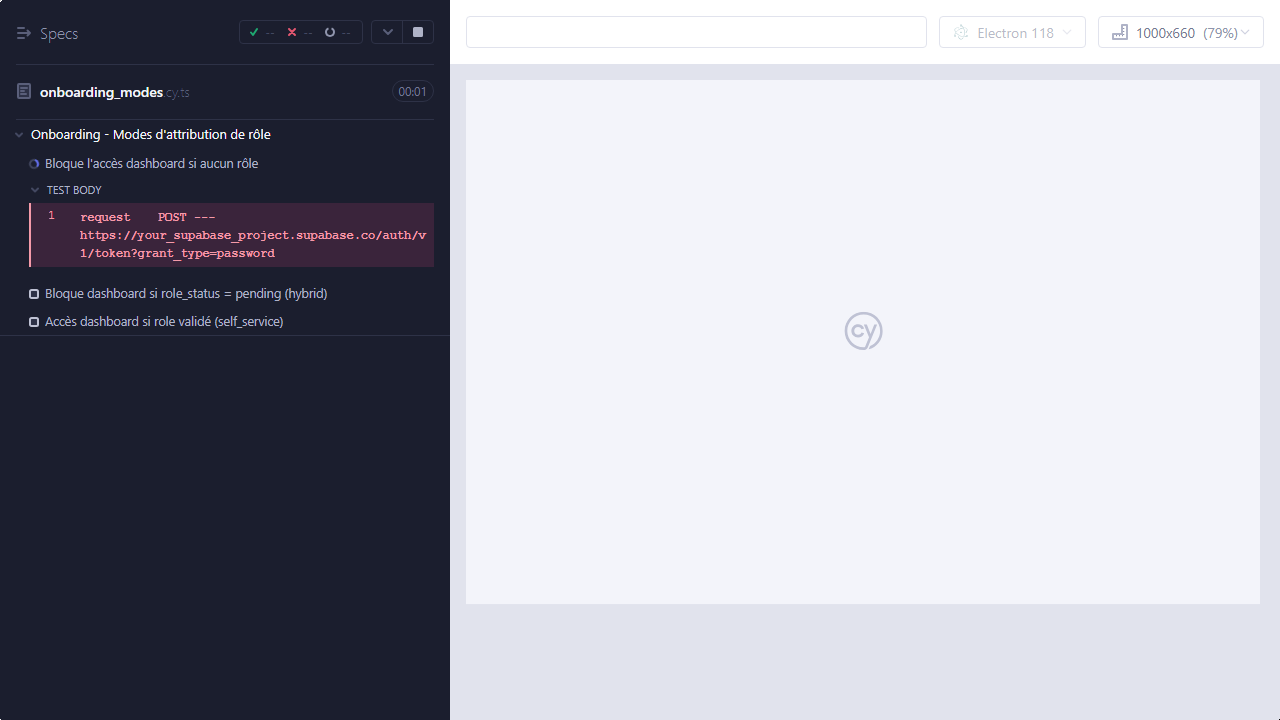 Specs
-- -- --
Electron 118
1000x660 (79%)
onboarding_modes.cy.ts
00:01
Onboarding - Modes d'attribution de rôle
Bloque l'accès dashboard si aucun rôle
TEST BODY
1 request POST ---
https://your_supabase_project.supabase.co/auth/v
1/token?grant_type=password
Bloque dashboard si role_status = pending (hybrid)
Accès dashboard si role validé (self_service)
cy